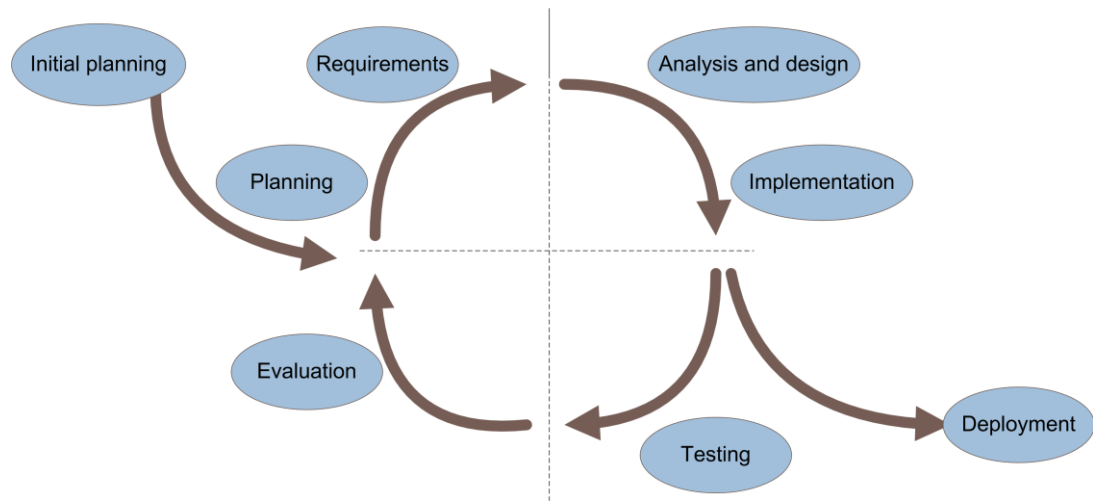 Initial planning
Requirements
Analysis and design
Planning
Implementation
Evaluation
Testing
Deployment